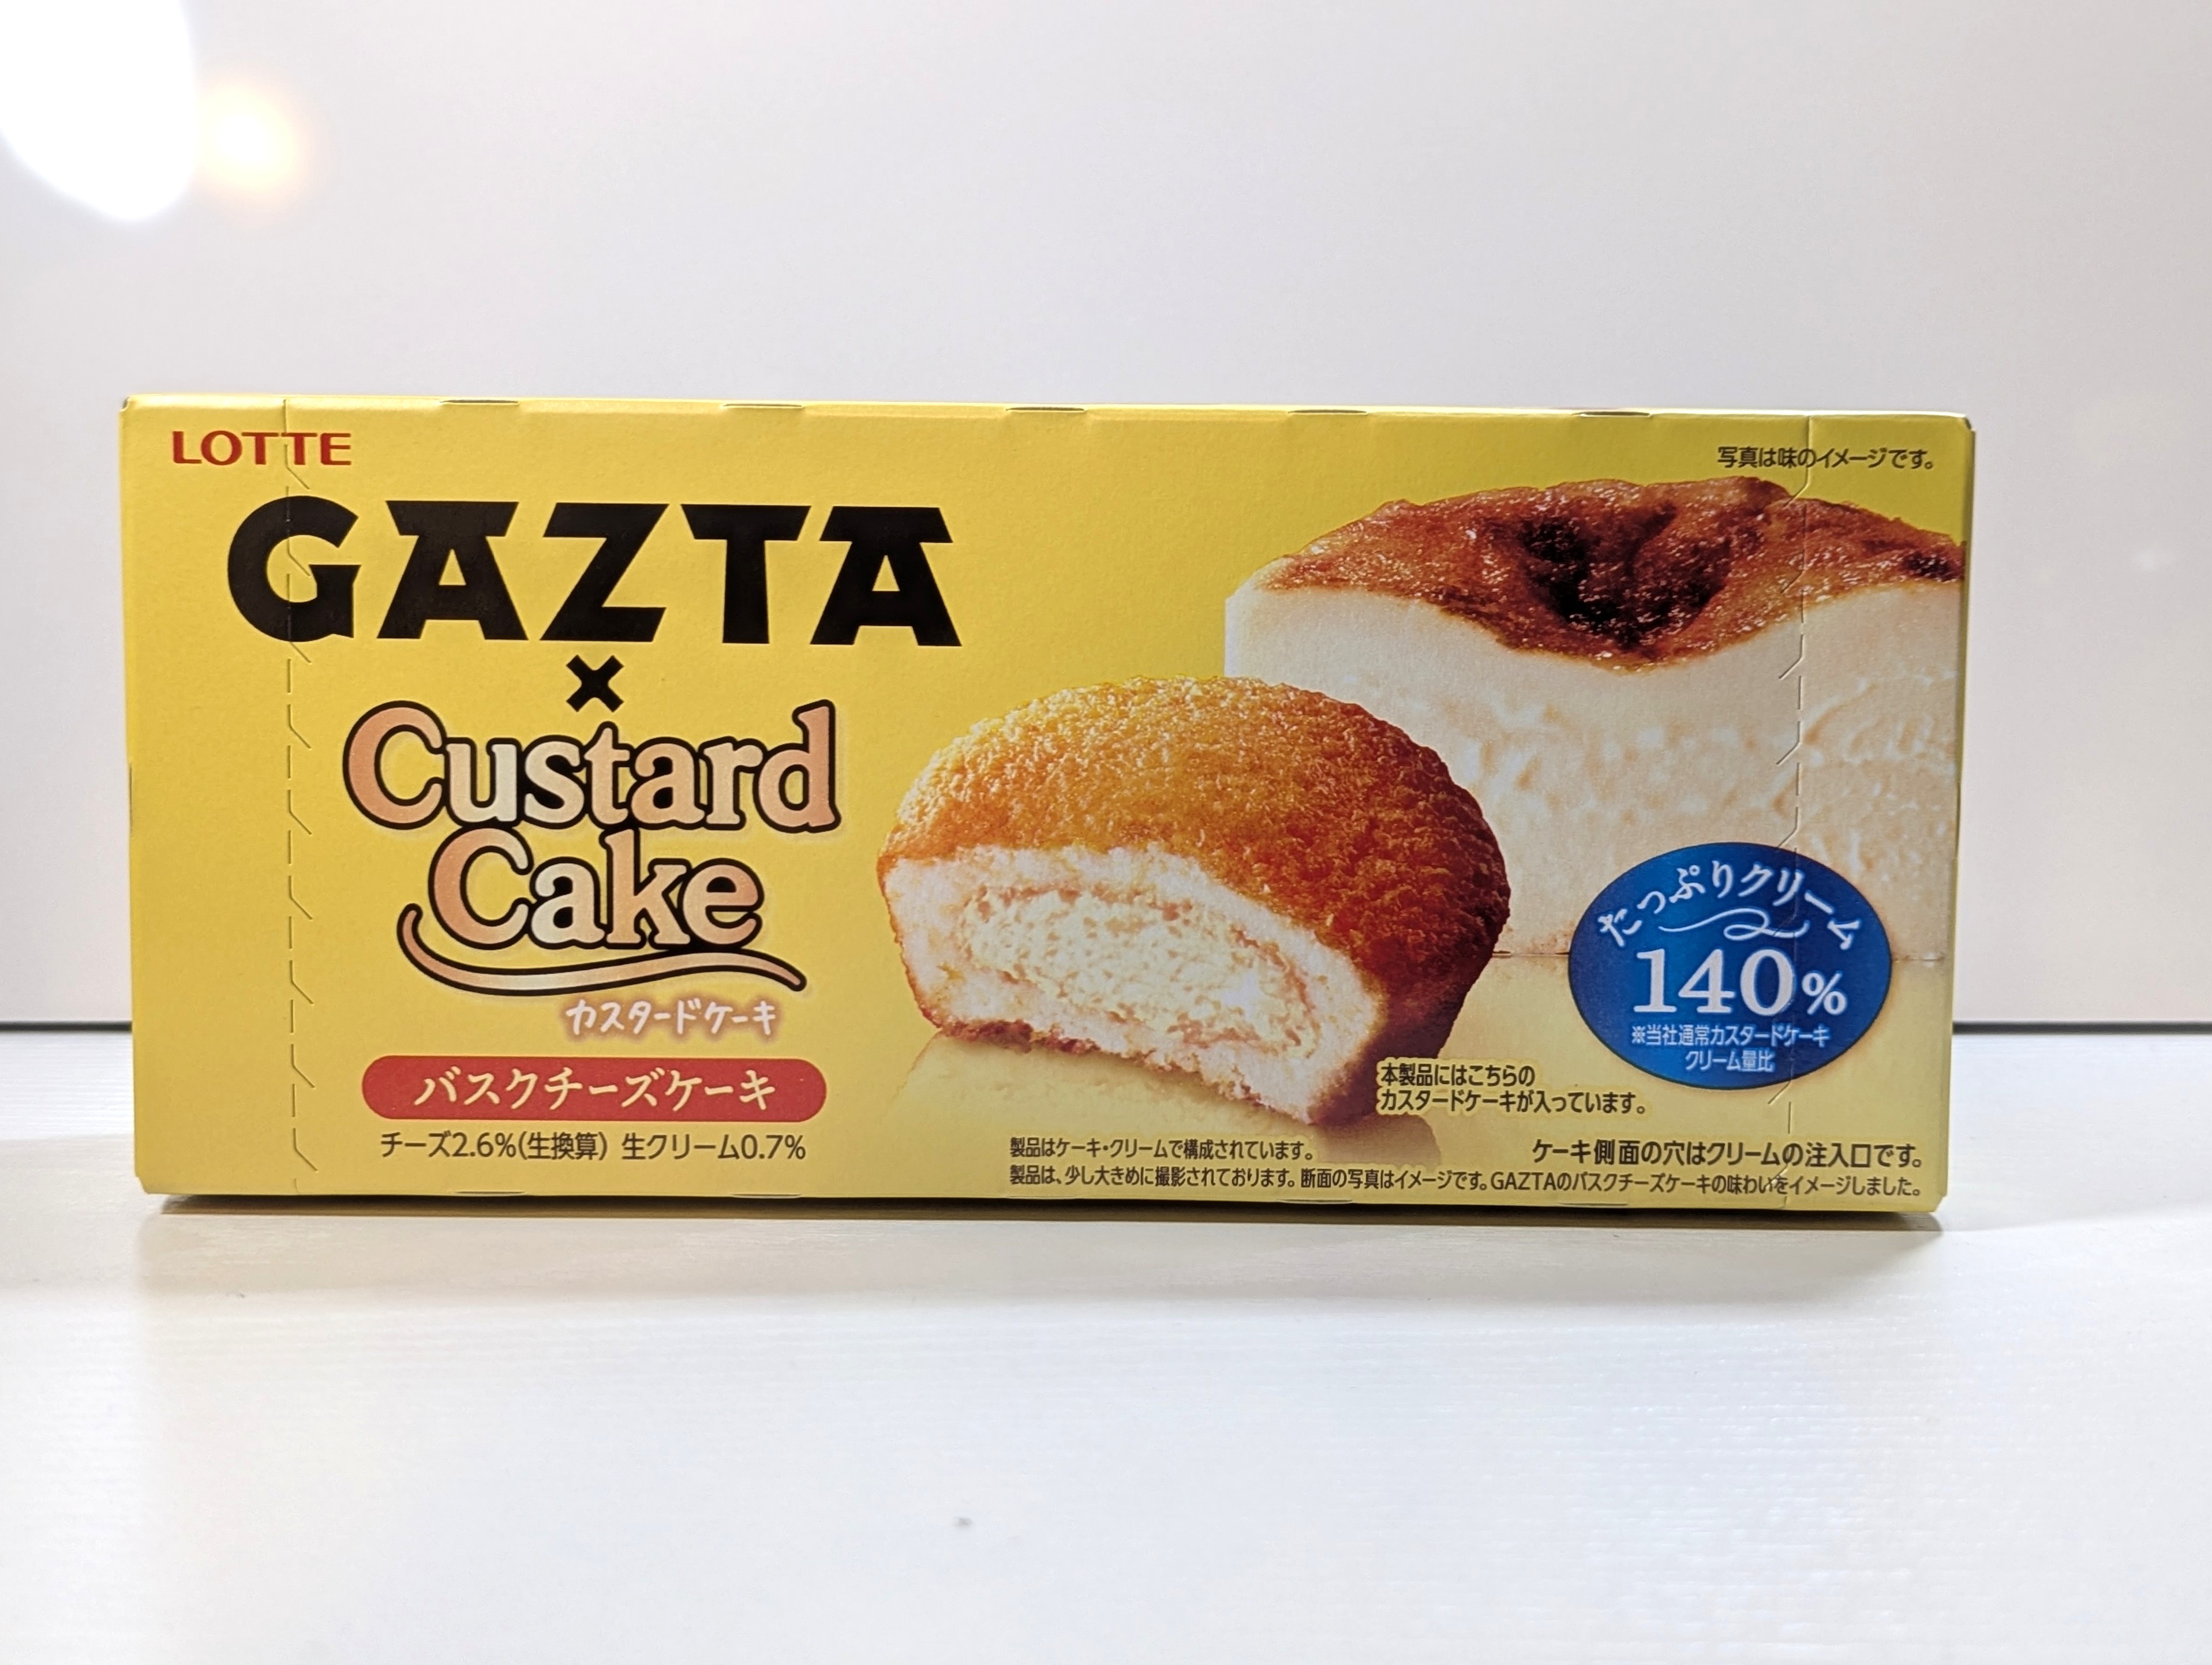 LOTTE
写真は味のイメージです。
GAZTA
×
Custard
Cake
カスタードケーキ
バスクチーズケーキ
チーズ2.6%(生換算) 生クリーム0.7%
たっぷりクリーム
140%
※当社通常カスタードケーキ
クリーム量比
本製品にはこちらの
カスタードケーキが入っています。
製品はケーキ・クリームで構成されています。
ケーキ側面の穴はクリームの注入口です。
製品は、少し大きめに撮影されております。断面の写真はイメージです。GAZTAのバスクチーズケーキの味わいをイメージしました。